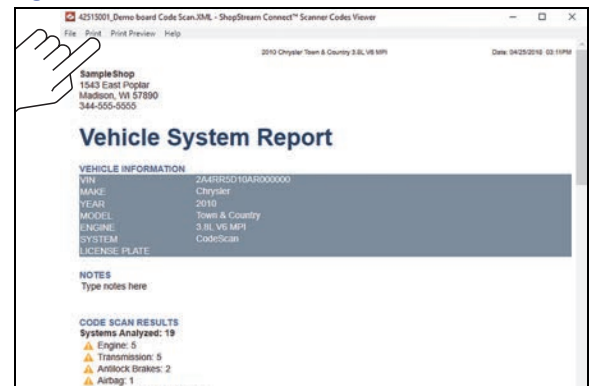 42515001_Demo board Code Scan.XML - ShopStream Connect™ Scanner Codes Viewer
File Print Print Preview Help
2010 Chrysler Town & Country 3.8L V6 MPI Date: 04/25/2016 03:11PM
SampleShop
1543 East Poplar
Madison, WI 57890
344-555-5555
Vehicle System Report
VEHICLE INFORMATION
VIN 2A4RR5D10AR000000
MAKE Chrysler
YEAR 2010
MODEL Town & Country
ENGINE 3.8L V6 MPI
SYSTEM CodeScan
LICENSE PLATE
NOTES
Type notes here
CODE SCAN RESULTS
Systems Analyzed: 19
Engine: 5
Transmission: 5
Antilock Brakes: 2
Airbag: 1